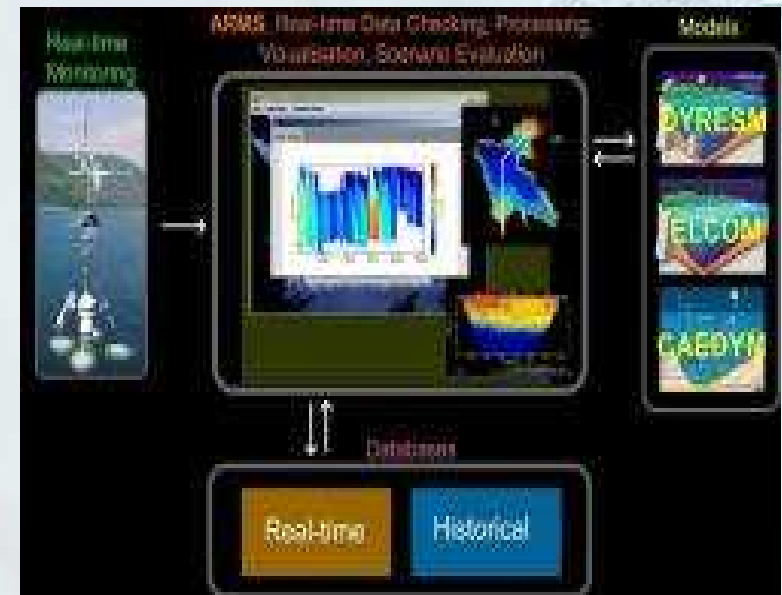 Real-time
Monitoring
ARMS, Real-time Data Checking, Processing,
Visualisation, Scenario Evaluation
Models
DYRESM
ELCOM
CAEDYM
Databases
Real-time
Historical